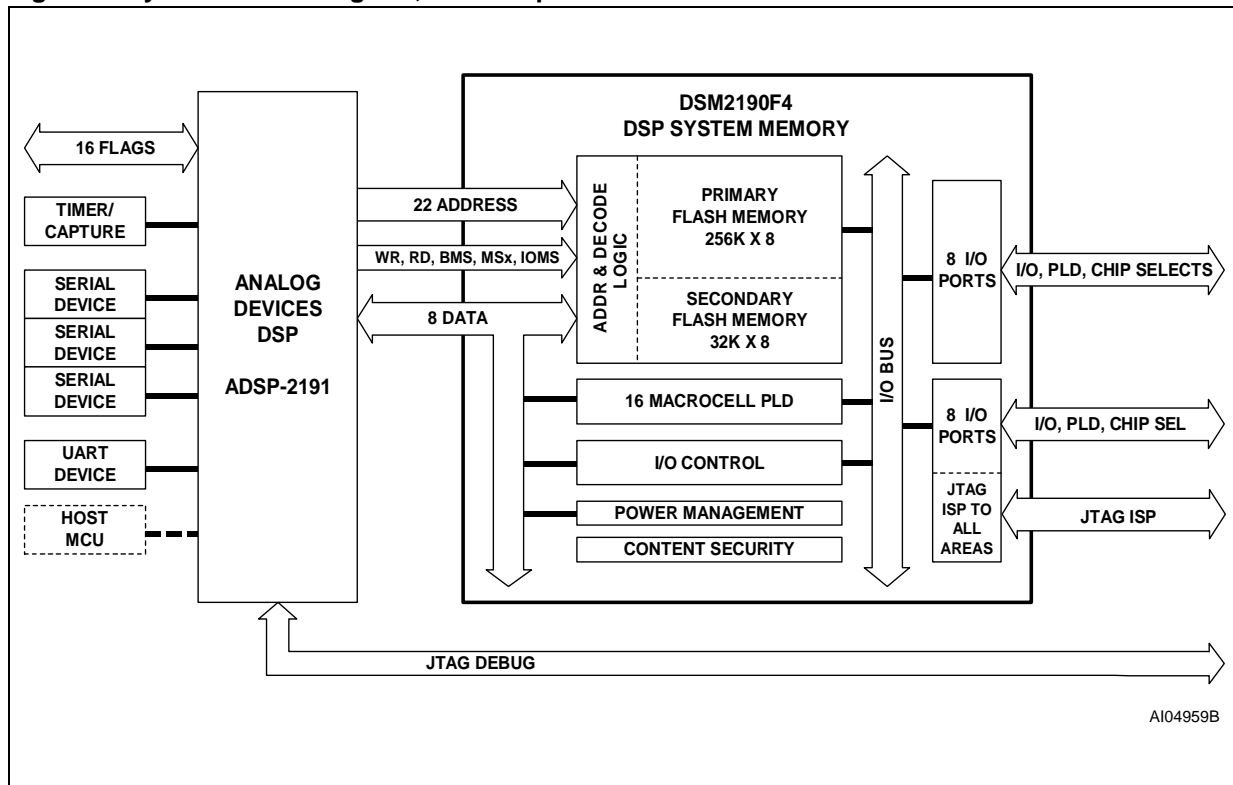 16 FLAGS
TIMER/
CAPTURE
SERIAL
DEVICE
SERIAL
DEVICE
SERIAL
DEVICE
UART
DEVICE
HOST
MCU
ANALOG
DEVICES
DSP
ADSP-2191
22 ADDRESS
WR, RD, BMS, MSx, IOMS
8 DATA
DSM2190F4
DSP SYSTEM MEMORY
ADDR & DECODE
LOGIC
PRIMARY
FLASH MEMORY
256K X 8
SECONDARY
FLASH MEMORY
32K X 8
16 MACROCELL PLD
I/O CONTROL
POWER MANAGEMENT
CONTENT SECURITY
I/O BUS
8 I/O
PORTS
I/O, PLD, CHIP SELECTS
8 I/O
PORTS
I/O, PLD, CHIP SEL
JTAG
ISP TO
ALL
AREAS
JTAG ISP
JTAG DEBUG
AI04959B